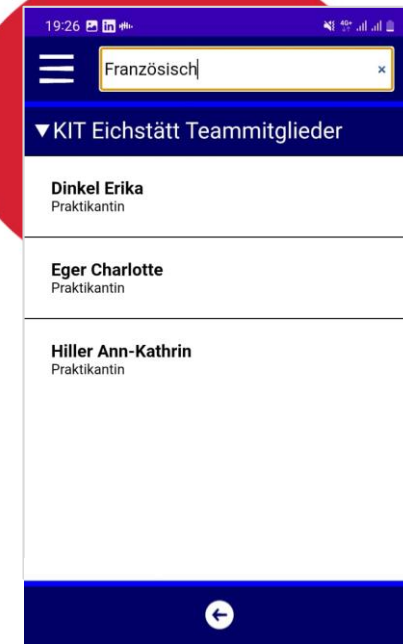 19:26
Französisch
×
▼KIT Eichstätt Teammitglieder
Dinkel Erika
Praktikantin
Eger Charlotte
Praktikantin
Hiller Ann-Kathrin
Praktikantin